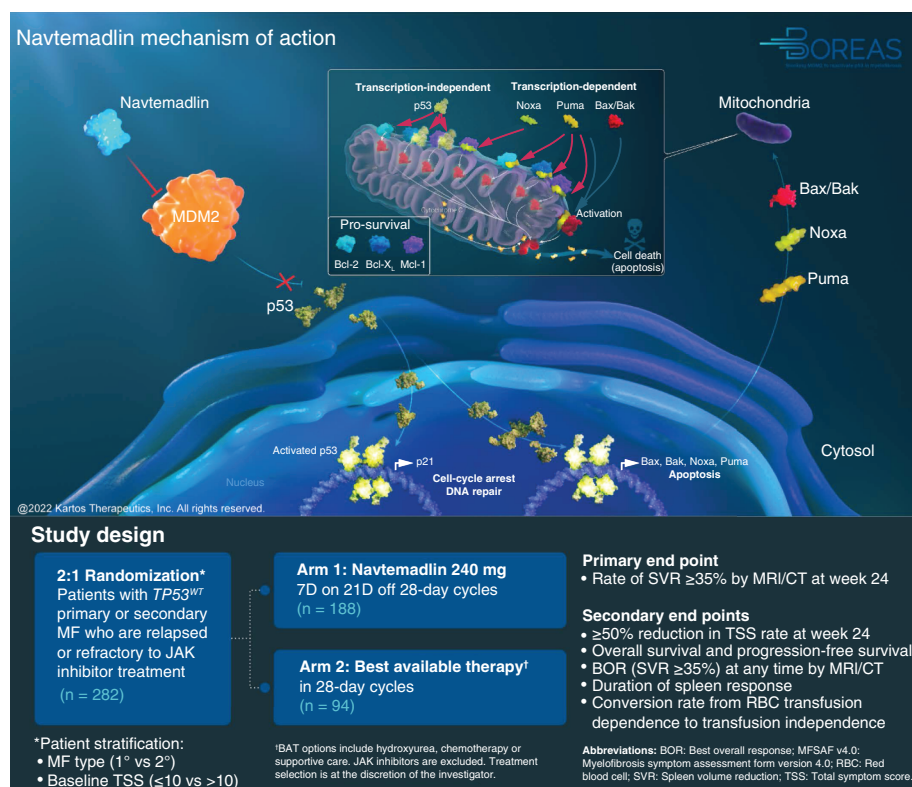 Navtemadlin mechanism of action
BOREAS
Navtemadlin
MDM2
p53
Transcription-independent
Transcription-dependent
p53
Noxa
Puma
Bax/Bak
Activation
Cell death
(apoptosis)
Pro-survival
Bcl-2 Bcl-XL Mcl-1
Mitochondria
Bax/Bak
Noxa
Puma
Cytosol
Activated p53
p21
Cell-cycle arrest
DNA repair
Bax, Bak, Noxa, Puma
Apoptosis
Nucleus
@2022 Kartos Therapeutics, Inc. All rights reserved.
Study design
2:1 Randomization*
Patients with TP53WT
primary or secondary
MF who are relapsed
or refractory to JAK
inhibitor treatment
(n = 282)
*Patient stratification:
• MF type (1° vs 2°)
• Baseline TSS (≤10 vs >10)
Arm 1: Navtemadlin 240 mg
7D on 21D off 28-day cycles
(n = 188)
Arm 2: Best available therapy†
in 28-day cycles
(n = 94)
†BAT options include hydroxyurea, chemotherapy or
supportive care. JAK inhibitors are excluded. Treatment
selection is at the discretion of the investigator.
Primary end point
• Rate of SVR ≥35% by MRI/CT at week 24
Secondary end points
• ≥50% reduction in TSS rate at week 24
• Overall survival and progression-free survival
• BOR (SVR ≥35%) at any time by MRI/CT
• Duration of spleen response
• Conversion rate from RBC transfusion
dependence to transfusion independence
Abbreviations: BOR: Best overall response; MFSAF v4.0:
Myelofibrosis symptom assessment form version 4.0; RBC: Red
blood cell; SVR: Spleen volume reduction; TSS: Total symptom score.